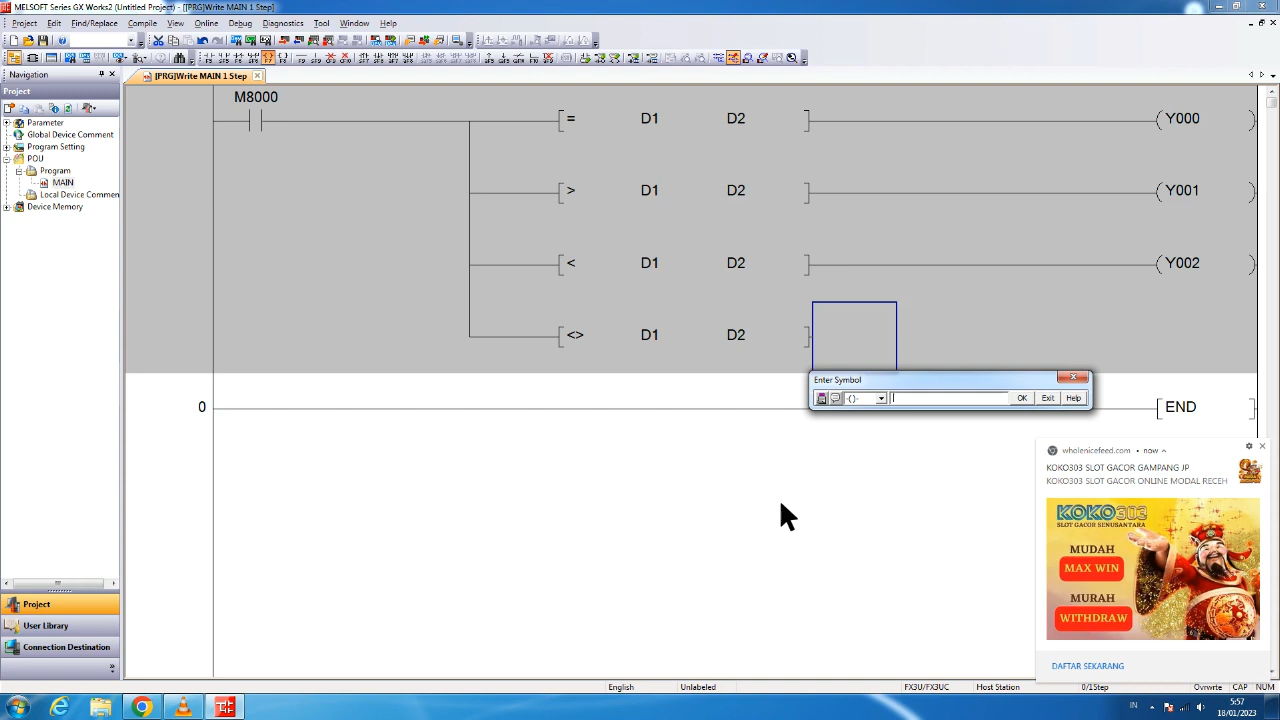 MELSOFT Series GX Works2 (Untitled Project) - [[PRG]Write MAIN 1 Step]
Project Edit Find/Replace Compile View Online Debug Diagnostics Tool Window Help
Navigation
[PRG]Write MAIN 1 Step
Project
Parameter
Global Device Comment
Program Setting
POU
Program
MAIN
Local Device Commen
Device Memory
M8000
= D1 D2 Y000
> D1 D2 Y001
< D1 D2 Y002
<> D1 D2
Enter Symbol
-()- OK Exit Help
0 END
wholenicefeed.com • now
KOKO303 SLOT GACOR GAMPANG JP
KOKO303 SLOT GACOR ONLINE MODAL RECEH
KOKO303
SLOT GACOR SENUSANTARA
MUDAH
MAX WIN
MURAH
WITHDRAW
DAFTAR SEKARANG
Project
User Library
Connection Destination
English Unlabeled FX3U/FX3UC Host Station 0/1Step Ovrwrte CAP NUM
IN 5:57
18/01/2023